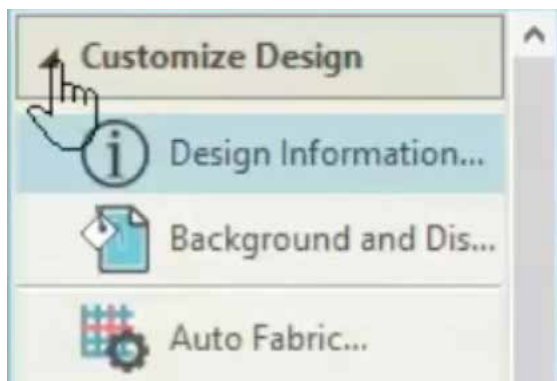 Customize Design
Design Information...
Background and Dis...
Auto Fabric...